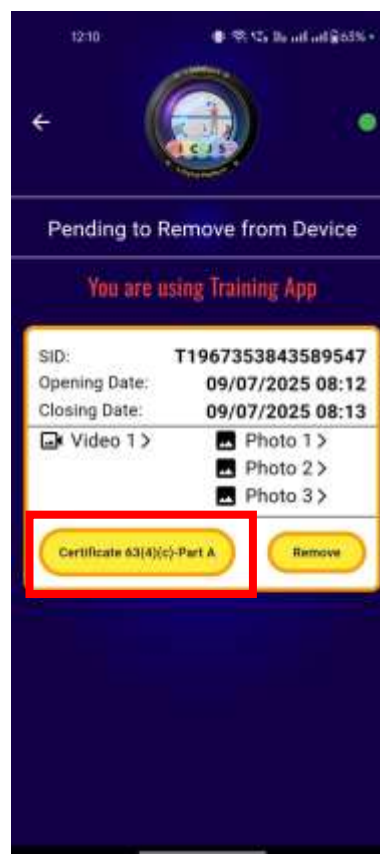 12:10
63%
ICJS
Pending to Remove from Device
You are using Training App
SID: T1967353843589547
Opening Date: 09/07/2025 08:12
Closing Date: 09/07/2025 08:13
Video 1 > Photo 1 >
Photo 2 >
Photo 3 >
Certificate 63(4)(c)-Part A Remove